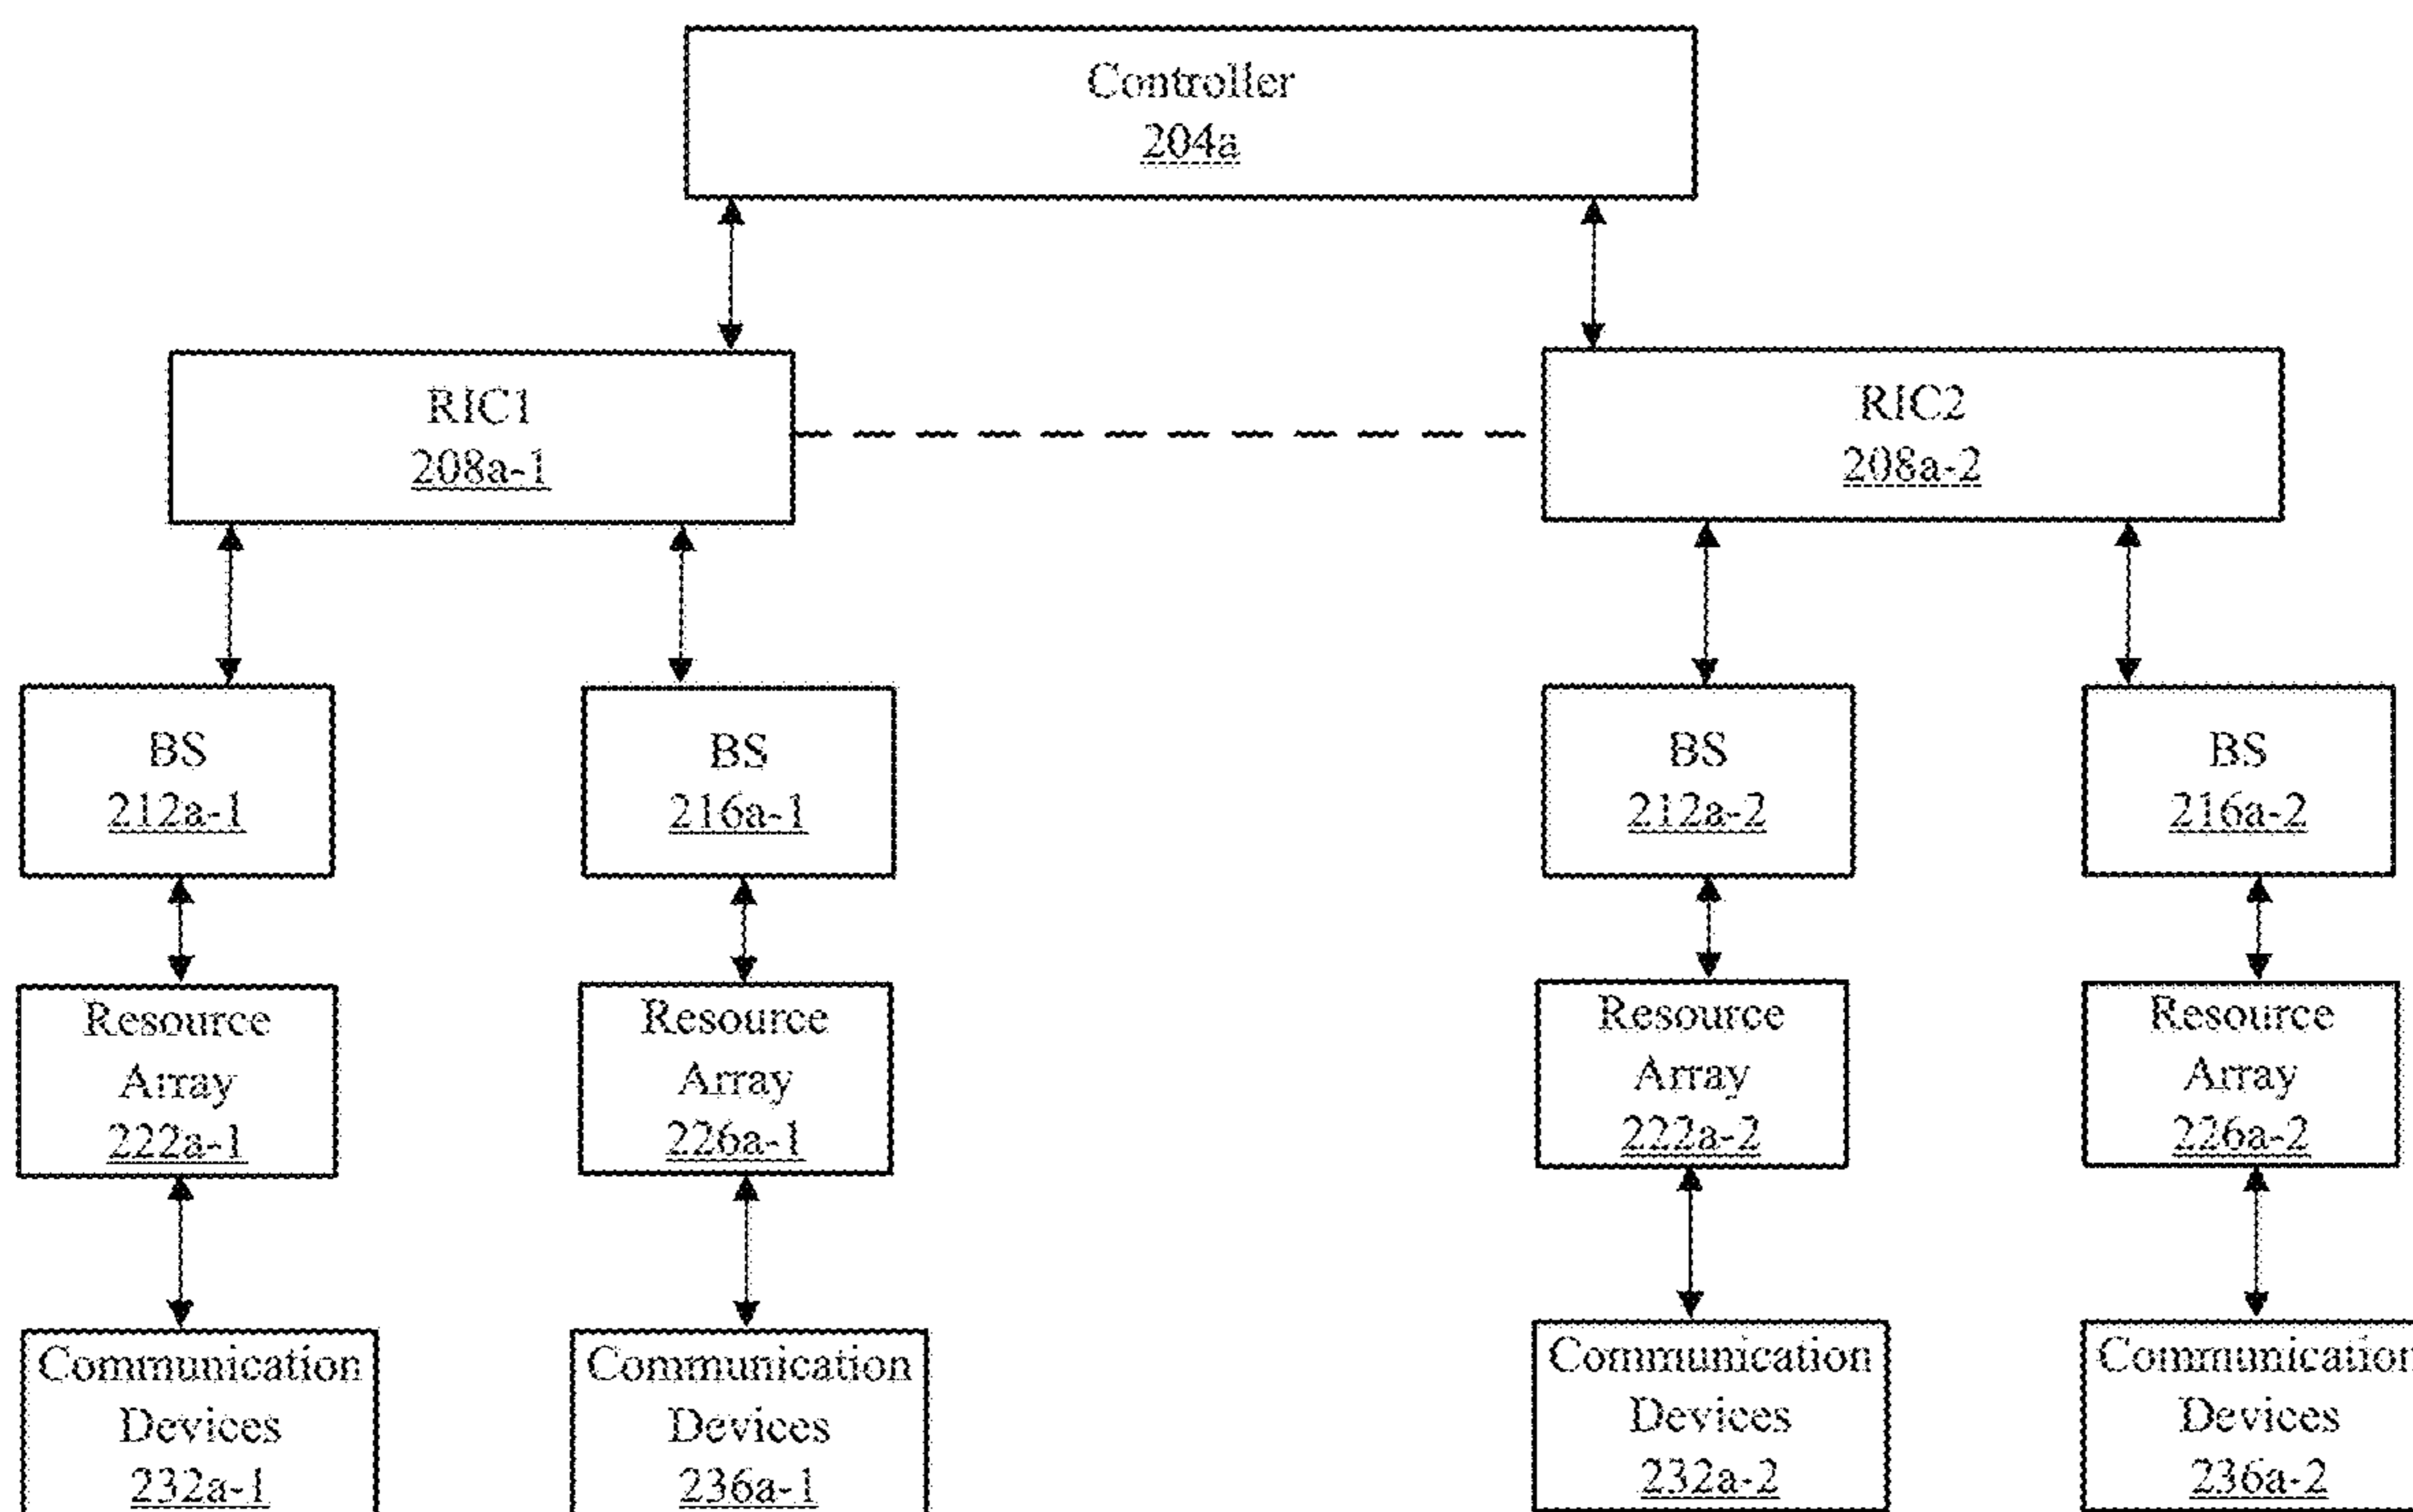 Controller
204a
RIC1
208a-1
RIC2
208a-2
BS
212a-1
BS
216a-1
BS
212a-2
BS
216a-2
Resource
Array
222a-1
Resource
Array
226a-1
Resource
Array
222a-2
Resource
Array
226a-2
Communication
Devices
232a-1
Communication
Devices
236a-1
Communication
Devices
232a-2
Communication
Devices
236a-2